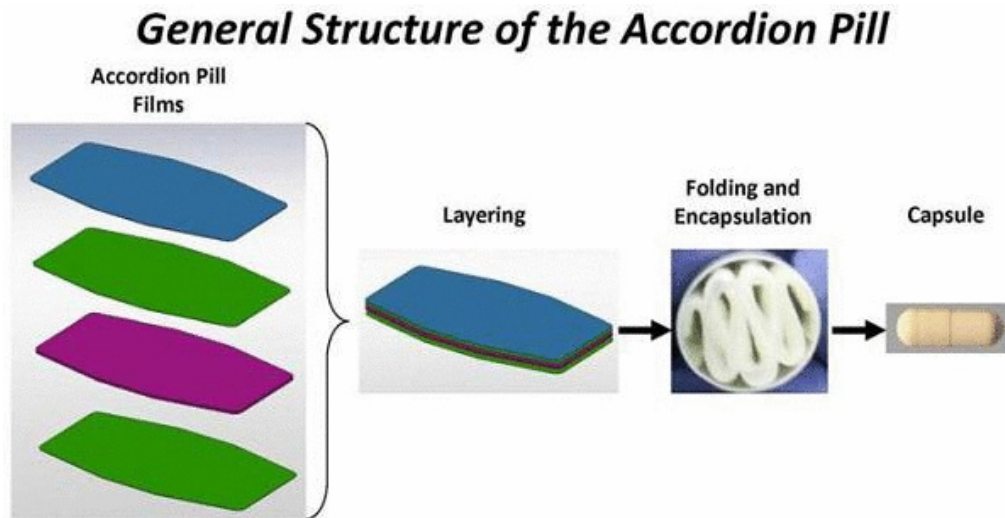 General Structure of the Accordion Pill
Accordion Pill
Films
Layering
Folding and
Encapsulation
Capsule